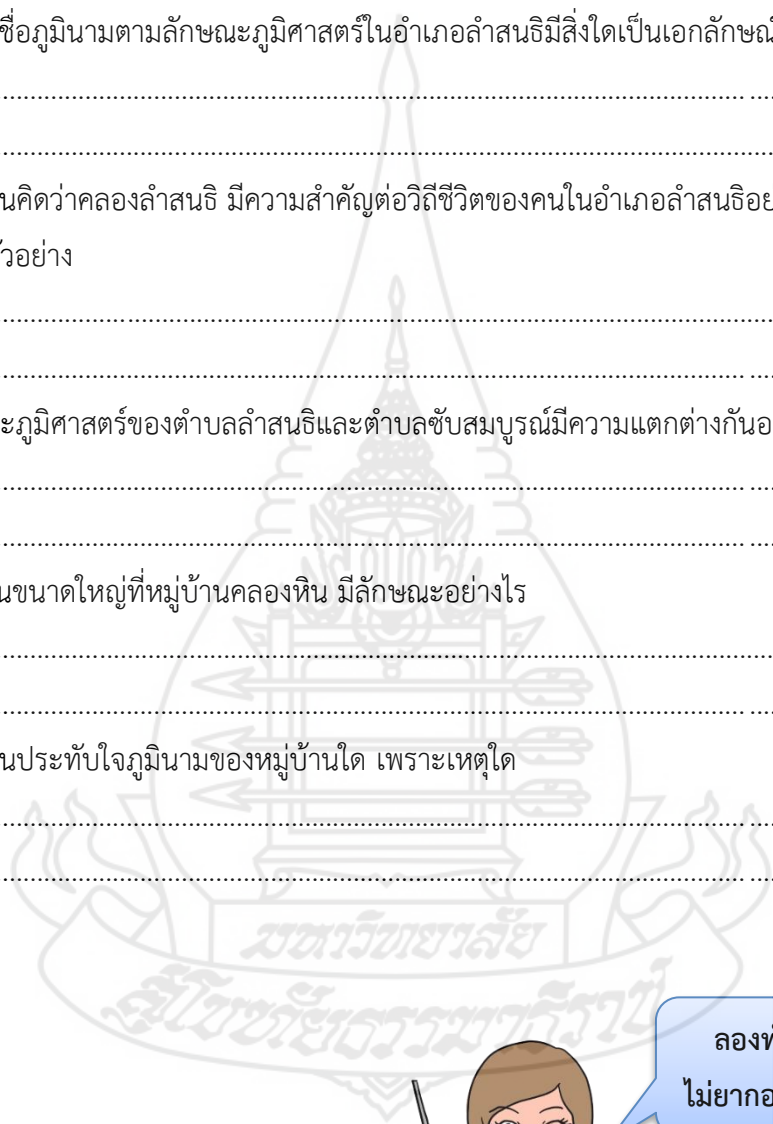 ชื่อภูมินามตามลักษณะภูมิศาสตร์ในอำเภอลำสนธิมีสิ่งใดเป็นเอกลักษณ์
นคิดว่าคลองลำสนธิ มีความสำคัญต่อวิถีชีวิตของคนในอำเภอลำสนธิอย
ัวอย่าง
ะภูมิศาสตร์ของตำบลลำสนธิและตำบลซับสมบูรณ์มีความแตกต่างกันอ
นขนาดใหญ่ที่หมู่บ้านคลองหิน มีลักษณะอย่างไร
นประทับใจภูมินามของหมู่บ้านใด เพราะเหตุใด
มหาวิทยาลัย
สุโขทัยธรรมาธิราช
ลองท
ไม่ยากอ